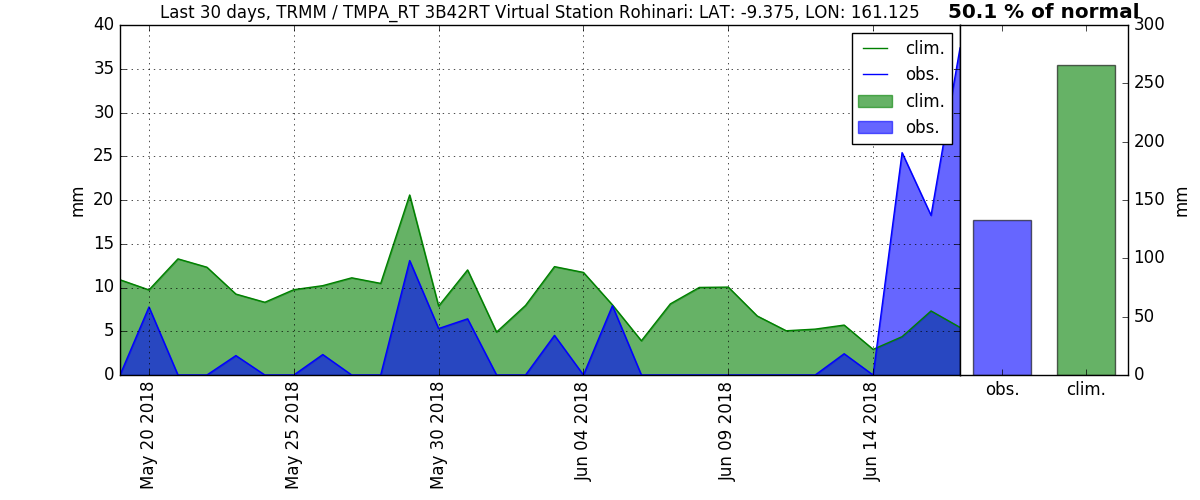 Last 30 days, TRMM / TMPA_RT 3B42RT Virtual Station Rohinari: LAT: -9.375, LON: 161.125
50.1 % of normal
40
35
30
25
20
15
10
5
0
mm
clim.
obs.
clim.
obs.
300
250
200
150
100
50
0
mm
May 20 2018
May 25 2018
May 30 2018
Jun 04 2018
Jun 09 2018
Jun 14 2018
obs.
clim.